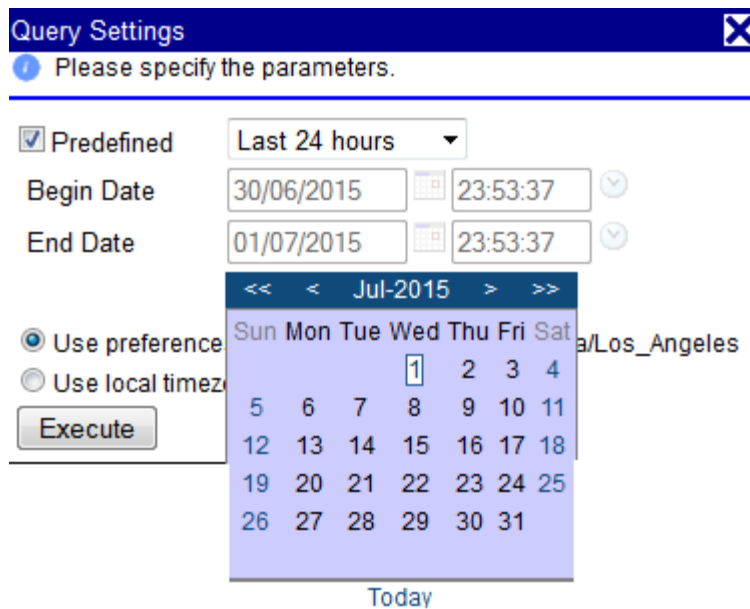 Query Settings
Please specify the parameters.
Predefined Last 24 hours
Begin Date 30/06/2015 23:53:37
End Date 01/07/2015 23:53:37
<< < Jul-2015 > >>
Sun Mon Tue Wed Thu Fri Sat
Use preference a/Los_Angeles
1 2 3 4
Use local timez
5 6 7 8 9 10 11
Execute
12 13 14 15 16 17 18
19 20 21 22 23 24 25
26 27 28 29 30 31
Today